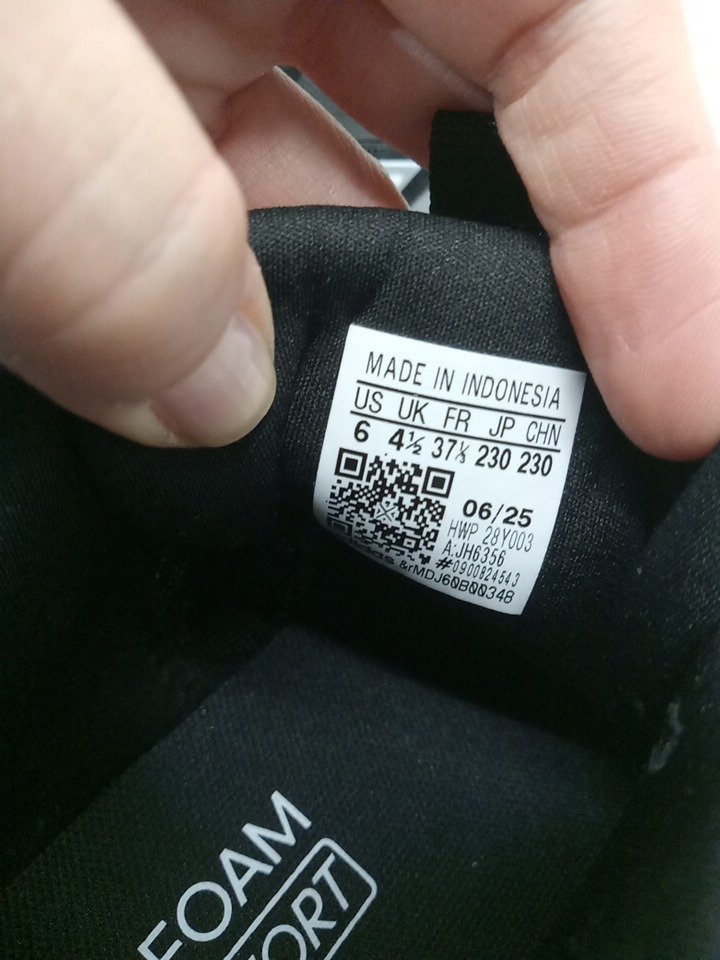 MADE IN INDONESIA
US UK FR JP CHN
6 4½ 37⅓ 230 230
06/25
HWP 28Y003
A:JH6356
#0900824543
&rMDJ60B00348
FOAM